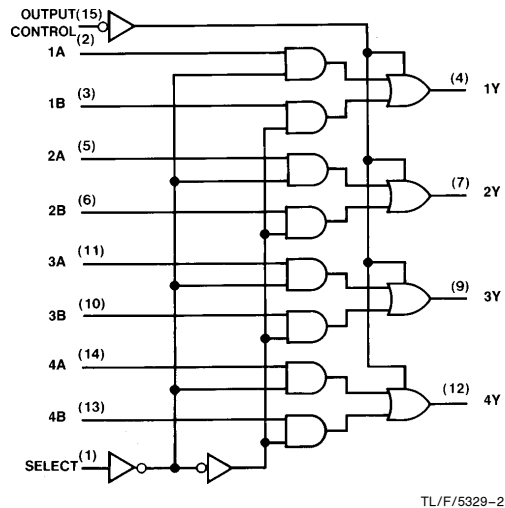 OUTPUT (15)
CONTROL
1A (2)
1B (3)
(4) 1Y
2A (5)
2B (6)
(7) 2Y
3A (11)
3B (10)
(9) 3Y
4A (14)
4B (13)
(12) 4Y
SELECT (1)
TL/F/5329–2